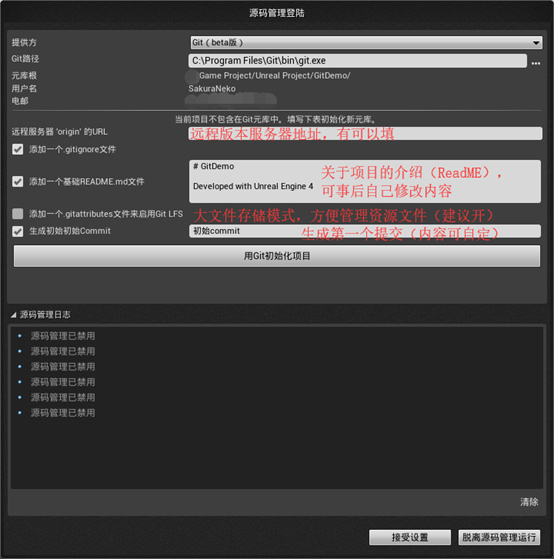 源码管理登陆
提供方 Git（beta版）
Git路径 C:\Program Files\Git\bin\git.exe ...
元库根 Game Project/Unreal Project/GitDemo/
用户名 SakuraNeko
电邮
当前项目不包含在Git元库中。填写下表初始化新元库。
远程服务器 'origin' 的URL 远程版本服务器地址，有可以填
添加一个.gitignore文件
# GitDemo
关于项目的介绍（ReadME），
添加一个基础README.md文件 Developed with Unreal Engine 4 可事后自己修改内容
添加一个.gitattributes文件来启用Git LFS 大文件存储模式，方便管理资源文件（建议开）
生成初始初始Commit 初始commit 生成第一个提交（内容可自定）
用Git初始化项目
源码管理日志
源码管理已禁用
源码管理已禁用
源码管理已禁用
源码管理已禁用
源码管理已禁用
源码管理已禁用
清除
接受设置 脱离源码管理运行